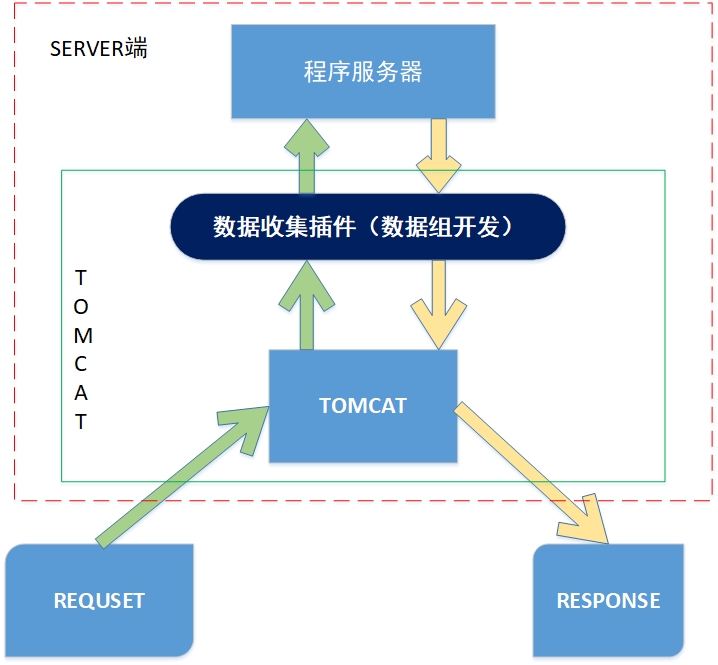 SERVER端
程序服务器
数据收集插件（数据组开发）
T
O
M
C
A
T
TOMCAT
REQUSET
RESPONSE